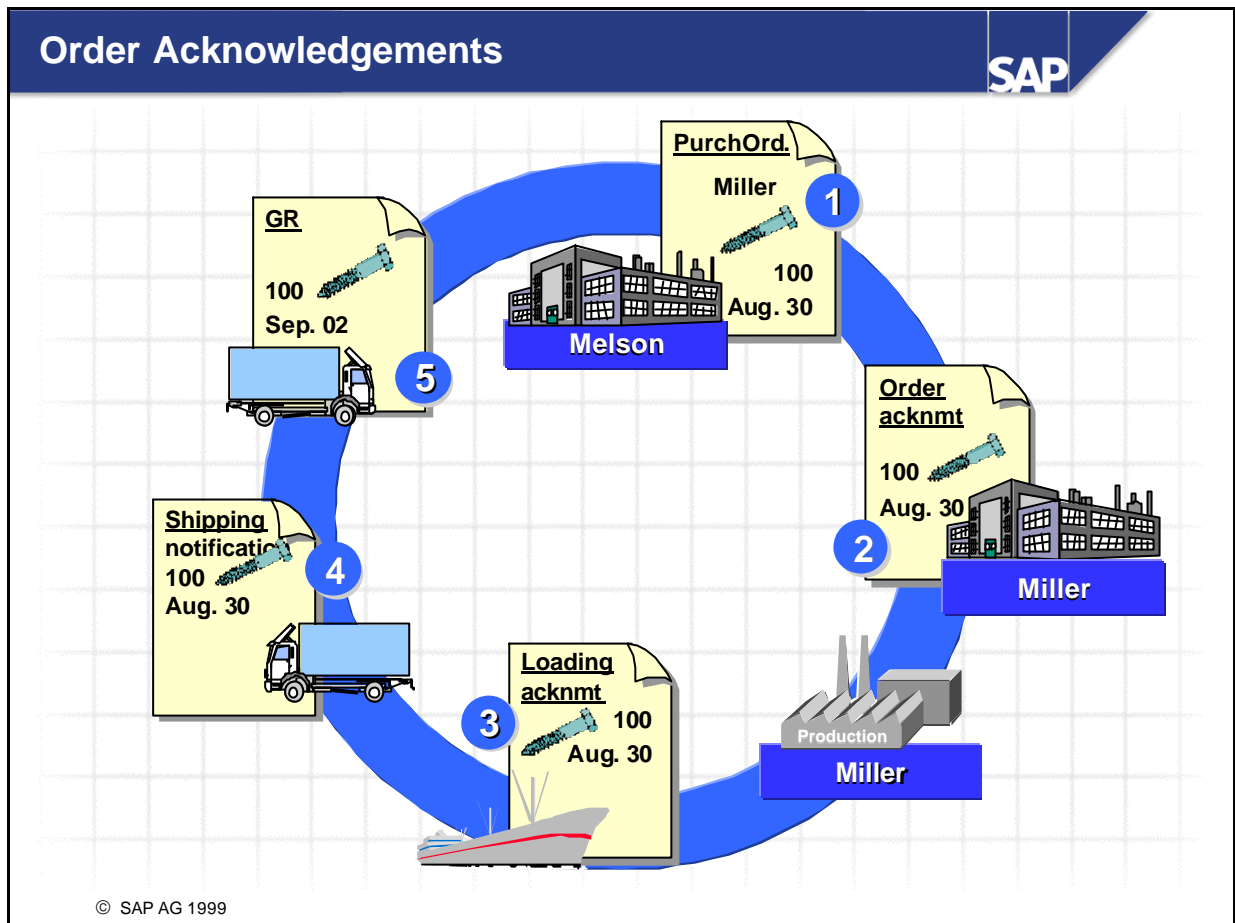 Order Acknowledgements
SAP
PurchOrd.
Miller
1
100
Aug. 30
Melson
Order
acknmt
100
Aug. 30
2
Miller
Production
Miller
Loading
acknmt
3
100
Aug. 30
Shipping
notificatio
100
4
Aug. 30
GR
100
Sep. 02
5
© SAP AG 1999